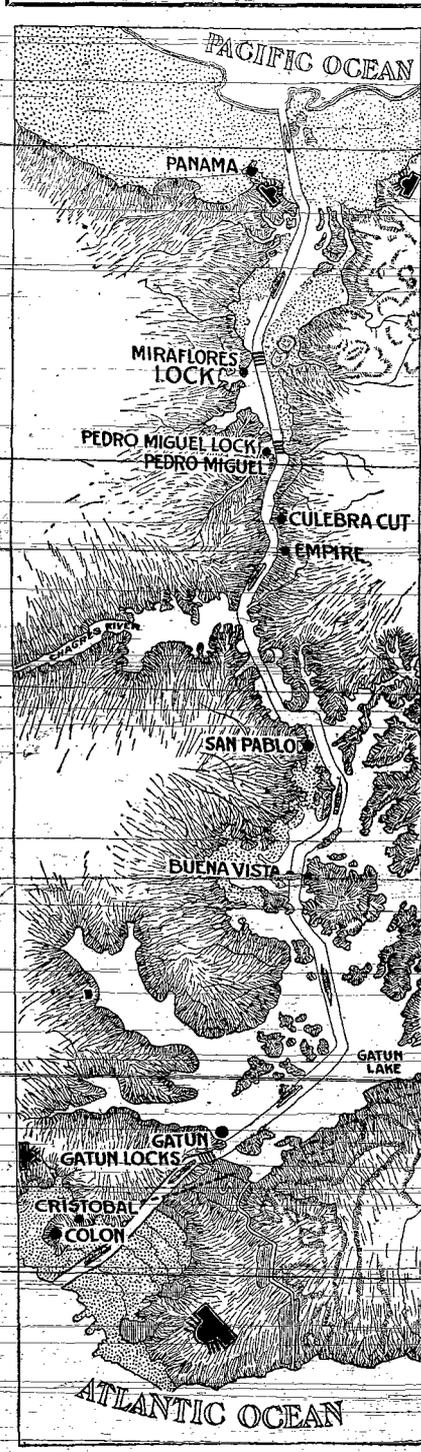 PACIFIC OCEAN
PANAMA
MIRAFLORES
LOCK
PEDRO MIGUEL LOCK
PEDRO MIGUEL
CULEBRA CUT
EMPIRE
CHAGRES RIVER
SAN PABLO
BUENA VISTA
GATUN
LAKE
GATUN
GATUN LOCKS
CRISTOBAL
COLON
ATLANTIC OCEAN